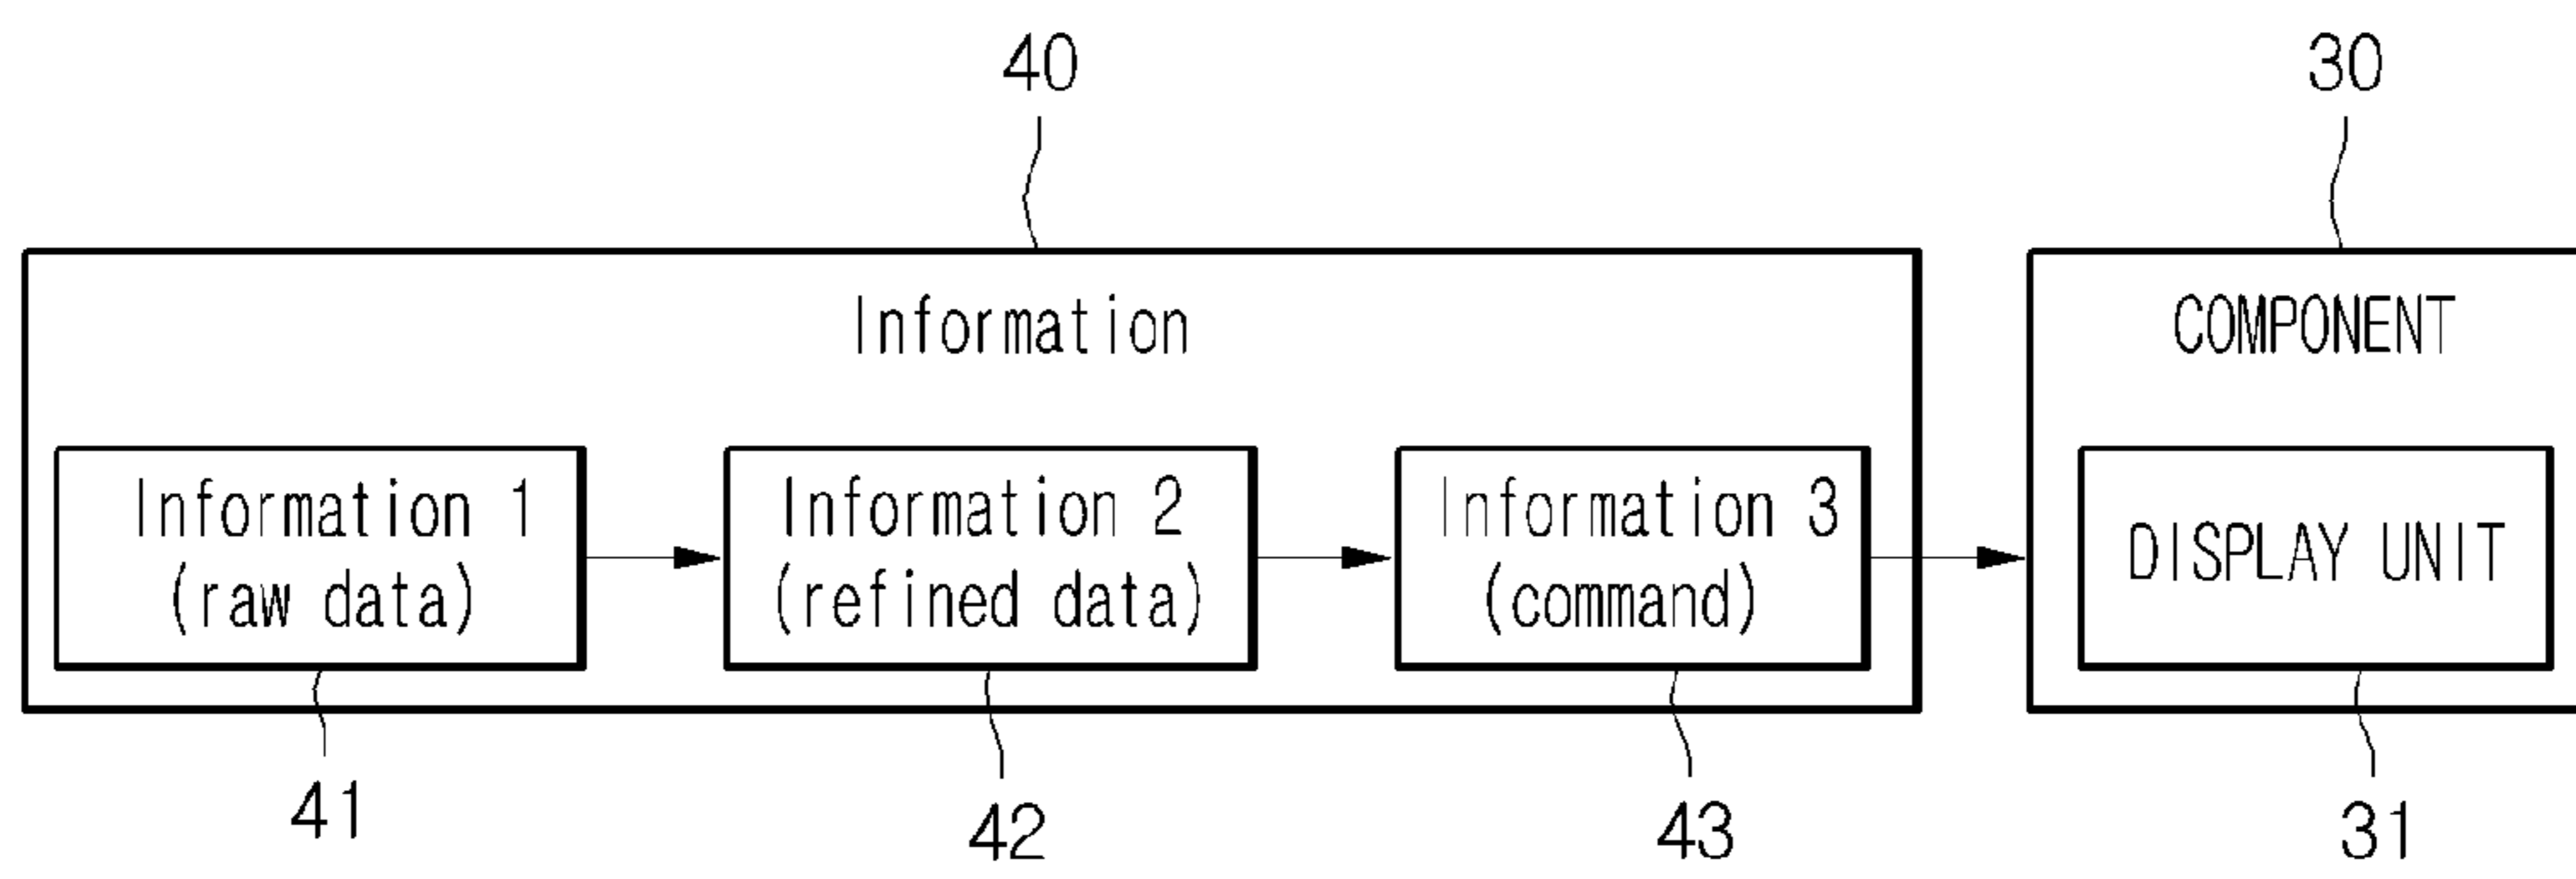 40
30
Information
COMPONENT
Information 1
(raw data)
Information 2
(refined data)
Information 3
(command)
DISPLAY UNIT
41
42
43
31